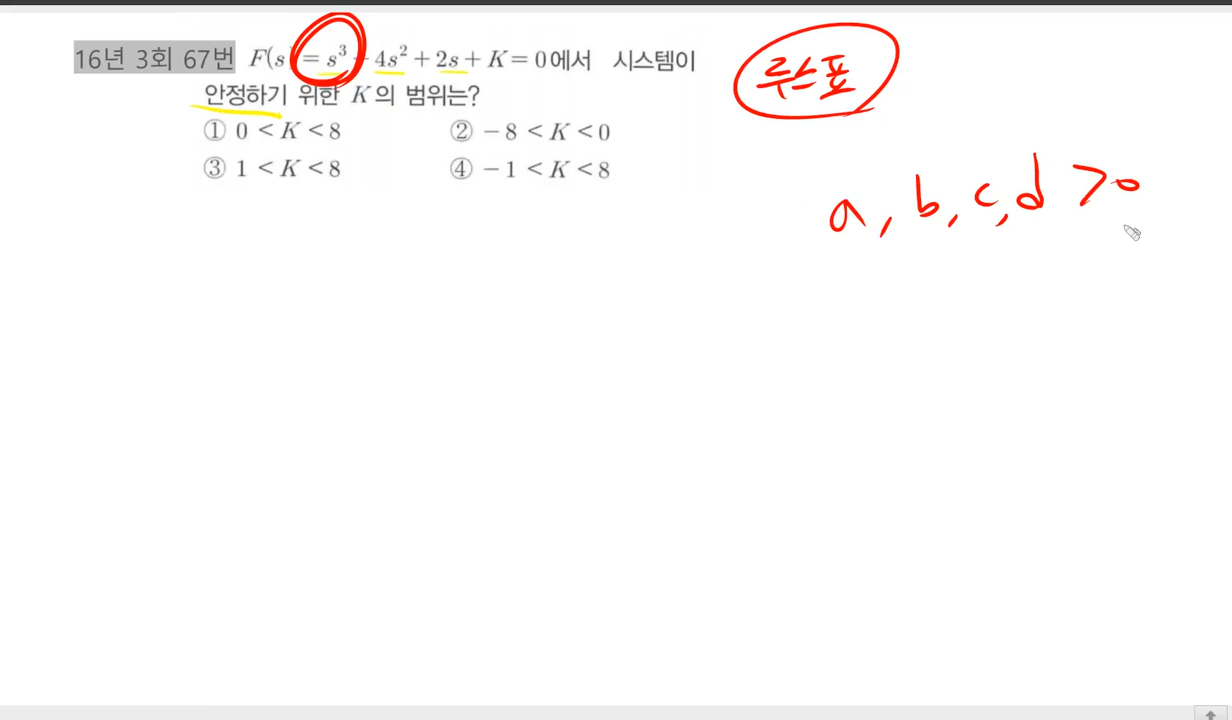 16년 3회 67번 F(s) = s³ + 4s² + 2s + K = 0에서 시스템이
안정하기 위한 K의 범위는?
① 0 < K < 8 ② − 8 < K < 0
③ 1 < K < 8 ④ − 1 < K < 8
루스표
a, b, c, d > 0